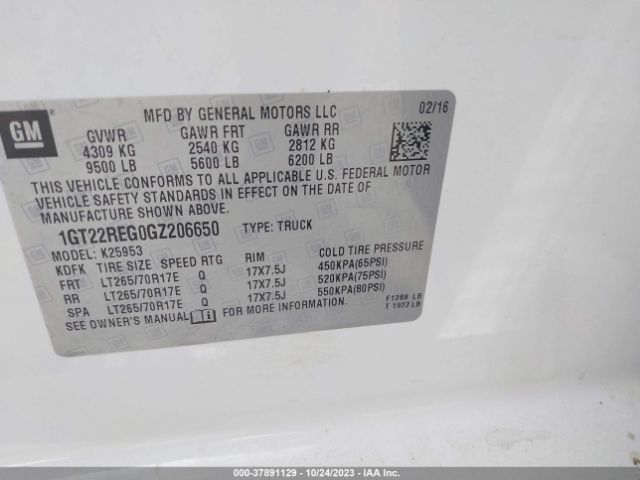 GM
MFD BY GENERAL MOTORS LLC 02/16
GVWR GAWR FRT GAWR RR
4309 KG 2540 KG 2812 KG
9500 LB 5600 LB 6200 LB
THIS VEHICLE CONFORMS TO ALL APPLICABLE U.S. FEDERAL MOTOR
VEHICLE SAFETY STANDARDS IN EFFECT ON THE DATE OF
MANUFACTURE SHOWN ABOVE.
1GT22REG0GZ206650 TYPE: TRUCK
MODEL: K25953
KDFK TIRE SIZE SPEED RTG RIM COLD TIRE PRESSURE
FRT LT265/70R17E Q 17X7.5J 450KPA(65PSI)
RR LT265/70R17E Q 17X7.5J 520KPA(75PSI)
SPA LT265/70R17E Q 17X7.5J 550KPA(80PSI)
SEE OWNER'S MANUAL FOR MORE INFORMATION. F1288 LB
T 1922 LB
000-37891129 - 10/24/2023 - IAA Inc.